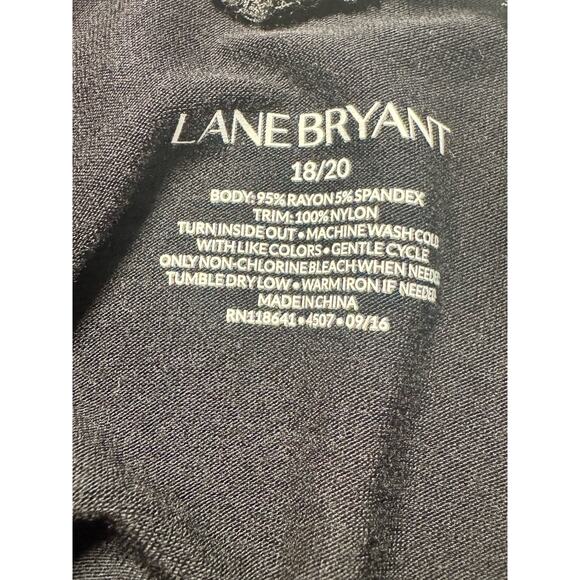 LANE BRYANT
18/20
BODY: 95% RAYON 5% SPANDEX
TRIM: 100% NYLON
TURN INSIDE OUT • MACHINE WASH COLD
WITH LIKE COLORS • GENTLE CYCLE
ONLY NON-CHLORINE BLEACH WHEN NEEDED
TUMBLE DRY LOW • WARM IRON IF NEEDED
MADE IN CHINA
RN118641 • 4507 • 09/16